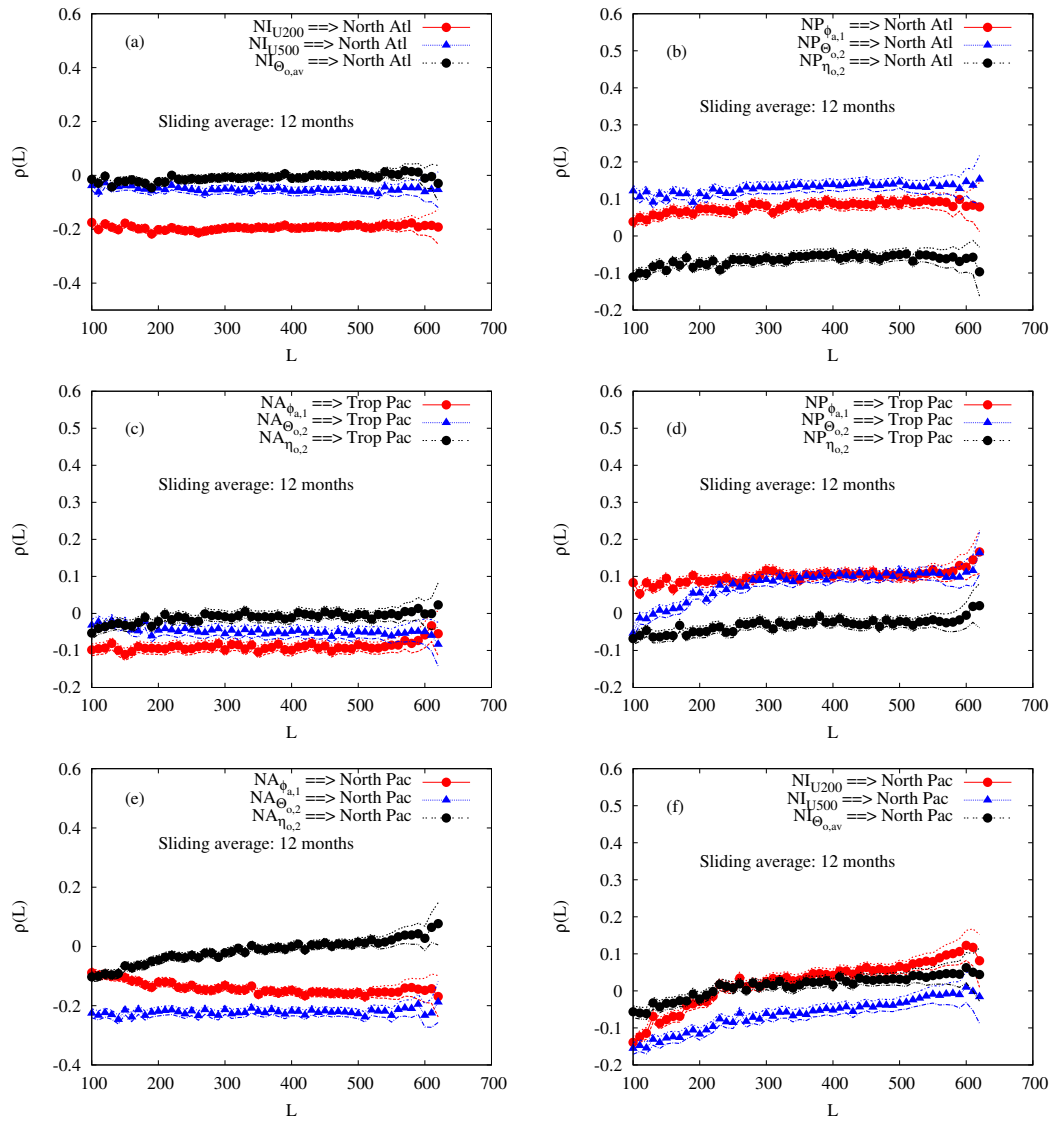 (a)
NI_U200 ==> North Atl
NI_U500 ==> North Atl
NI_Θo,av ==> North Atl
Sliding average: 12 months
ρ(L)
0.6
0.4
0.2
0
-0.2
-0.4
100 200 300 400 500 600 700
L
(b)
NP_ϕa,1 ==> North Atl
NP_Θo,2 ==> North Atl
NP_ηo,2 ==> North Atl
Sliding average: 12 months
ρ(L)
0.6
0.5
0.4
0.3
0.2
0.1
0
-0.1
-0.2
100 200 300 400 500 600 700
L
(c)
NA_ϕa,1 ==> Trop Pac
NA_Θo,2 ==> Trop Pac
NA_ηo,2 ==> Trop Pac
Sliding average: 12 months
ρ(L)
0.6
0.5
0.4
0.3
0.2
0.1
0
-0.1
-0.2
100 200 300 400 500 600 700
L
(d)
NP_ϕa,1 ==> Trop Pac
NP_Θo,2 ==> Trop Pac
NP_ηo,2 ==> Trop Pac
Sliding average: 12 months
ρ(L)
0.6
0.5
0.4
0.3
0.2
0.1
0
-0.1
-0.2
100 200 300 400 500 600 700
L
(e)
NA_ϕa,1 ==> North Pac
NA_Θo,2 ==> North Pac
NA_ηo,2 ==> North Pac
Sliding average: 12 months
ρ(L)
0.6
0.4
0.2
0
-0.2
-0.4
100 200 300 400 500 600 700
L
(f)
NI_U200 ==> North Pac
NI_U500 ==> North Pac
NI_Θo,av ==> North Pac
Sliding average: 12 months
ρ(L)
0.6
0.5
0.4
0.3
0.2
0.1
0
-0.1
-0.2
100 200 300 400 500 600 700
L